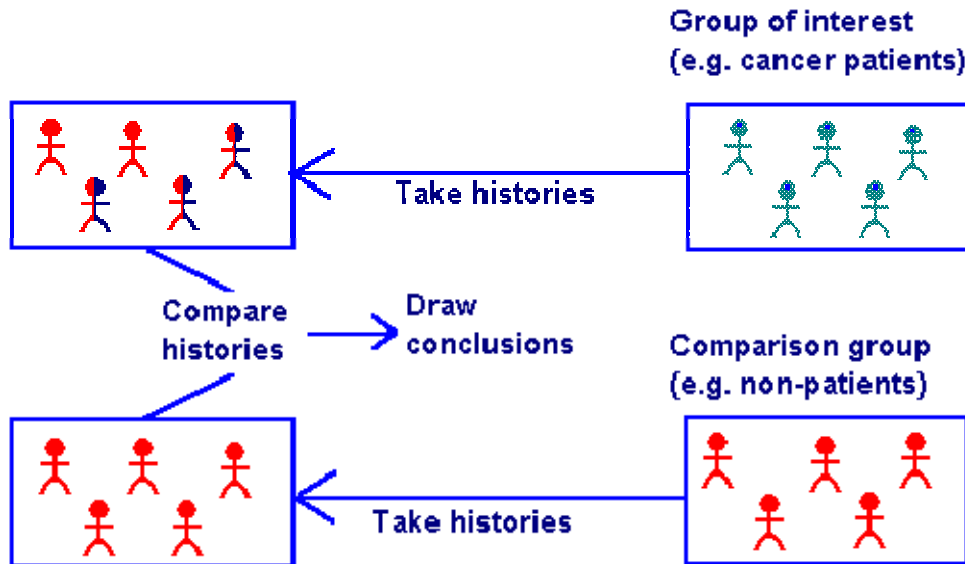 Group of interest
(e.g. cancer patients)
Take histories
Compare
histories
Draw
conclusions
Comparison group
(e.g. non-patients)
Take histories